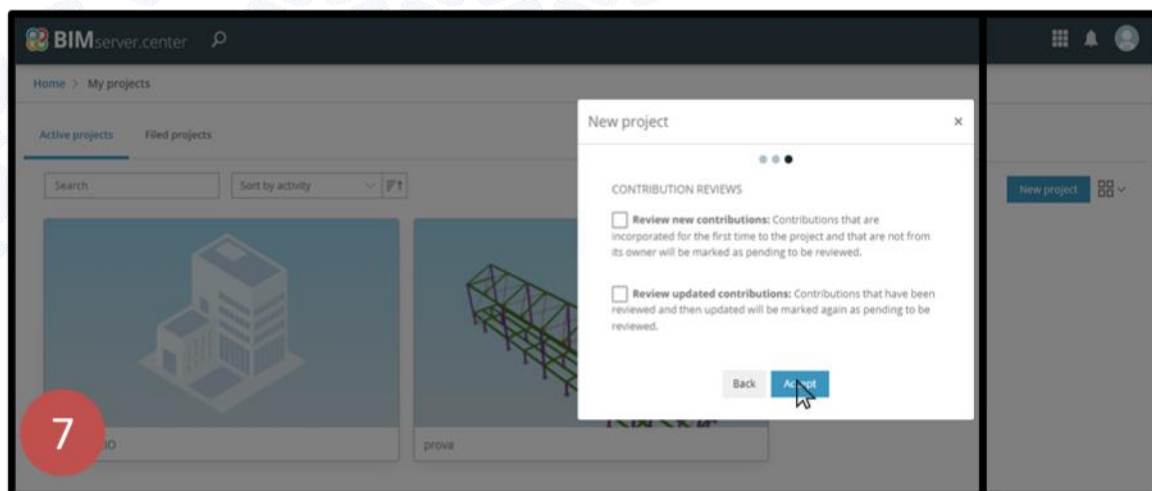 BIMserver.center
Home > My projects
Active projects Filed projects
Search Sort by activity
New project
New project ×
CONTRIBUTION REVIEWS
Review new contributions: Contributions that are
incorporated for the first time to the project and that are not from
its owner will be marked as pending to be reviewed.
Review updated contributions: Contributions that have been
reviewed and then updated will be marked again as pending to be
reviewed.
Back Accept
7
prova